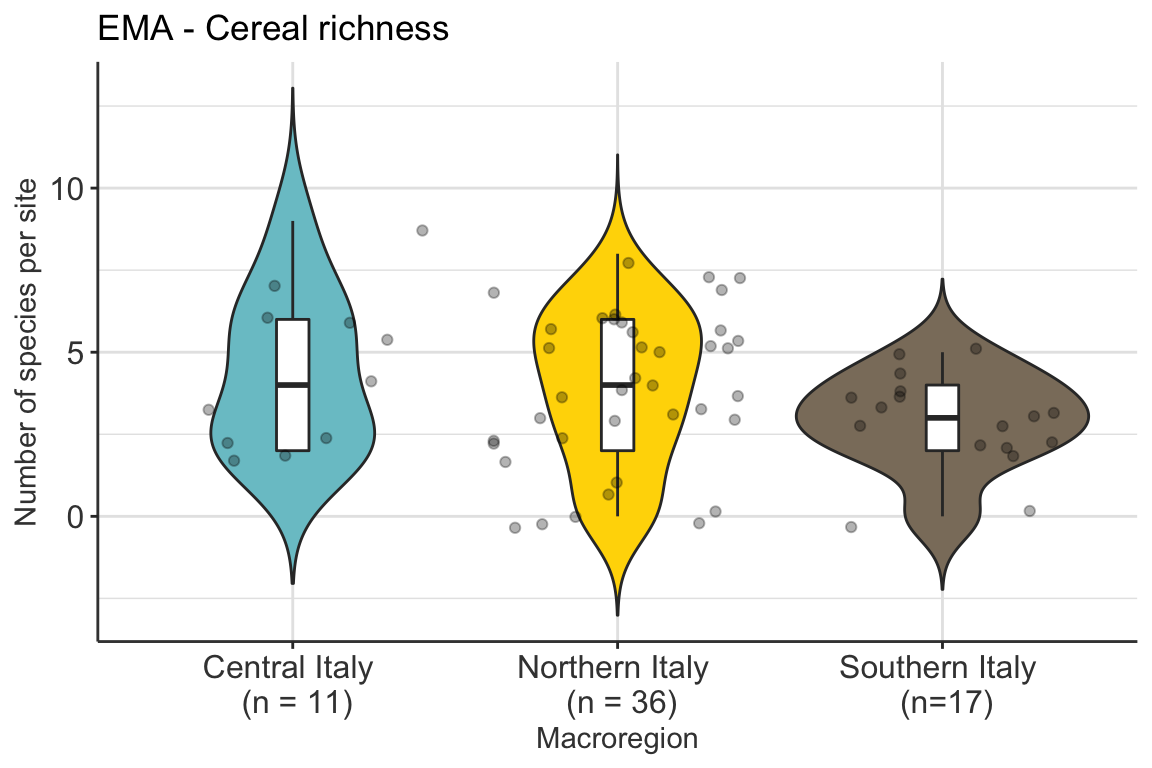 EMA - Cereal richness
Number of species per site
10
5
0
Central Italy
(n = 11)
Northern Italy
(n = 36)
Southern Italy
(n=17)
Macroregion